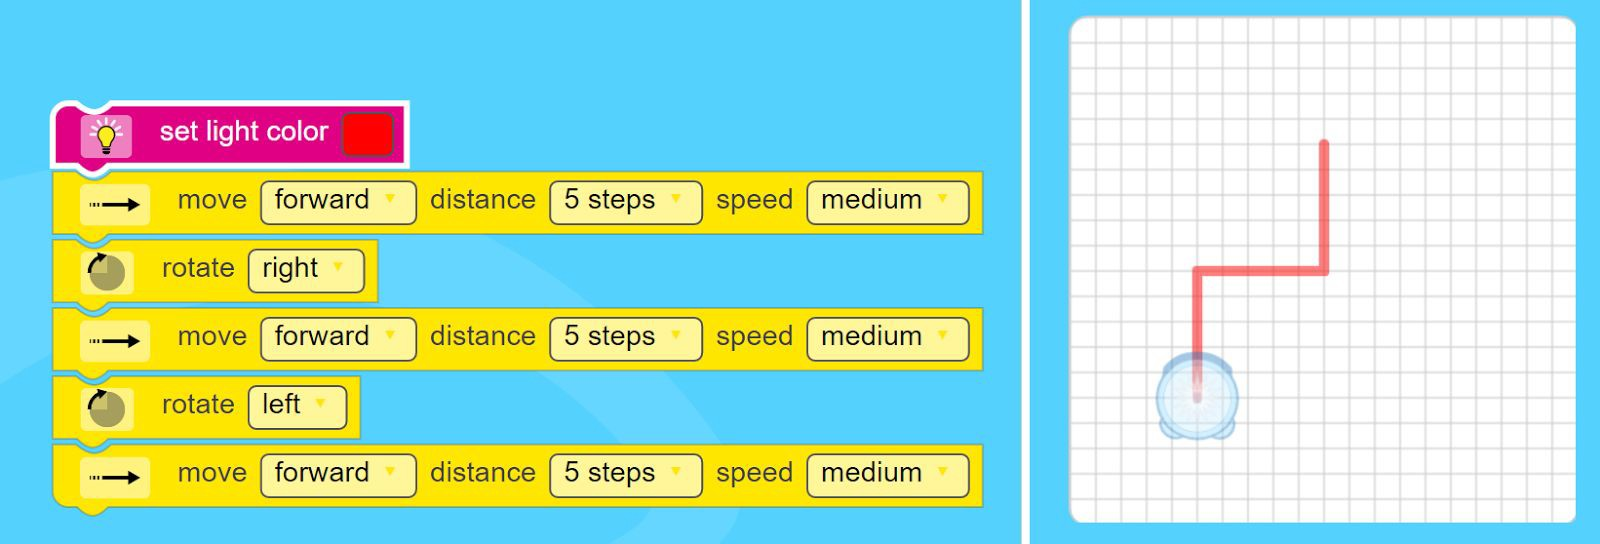 set light color
move forward distance 5 steps speed medium
rotate right
move forward distance 5 steps speed medium
rotate left
move forward distance 5 steps speed medium